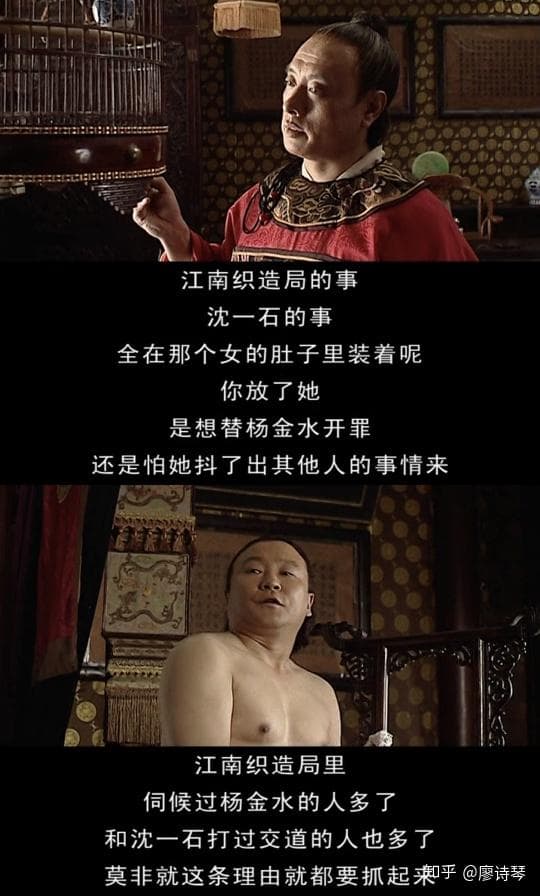 江南织造局的事
沈一石的事
全在那个女的肚子里装着呢
你放了她
是想替杨金水开罪
还是怕她抖了出其他人的事情来
江南织造局里
伺候过杨金水的人多了
和沈一石打过交道的人也多了
莫非就这条理由就都要抓起来
知乎 @廖诗琴